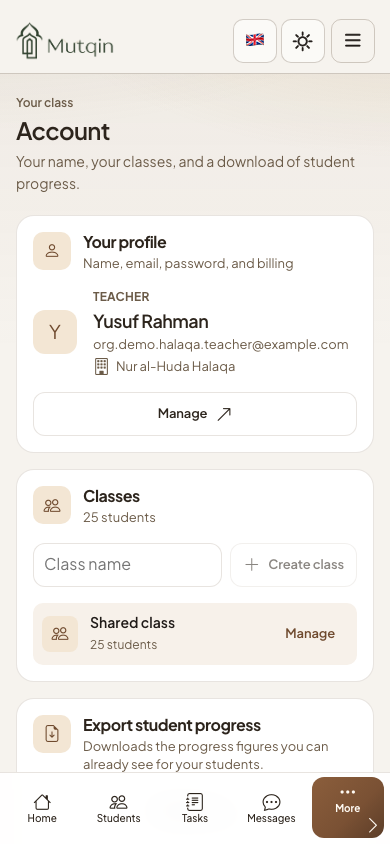 Mutqin
Your class
Account
Your name, your classes, and a download of student
progress.
Your profile
Name, email, password, and billing
TEACHER
Y
Yusuf Rahman
org.demo.halaqa.teacher@example.com
Nur al-Huda Halaqa
Manage
Classes
25 students
Class name
Create class
Shared class
25 students
Manage
Export student progress
Downloads the progress figures you can
already see for your students.
Home
Students
Tasks
Messages
More